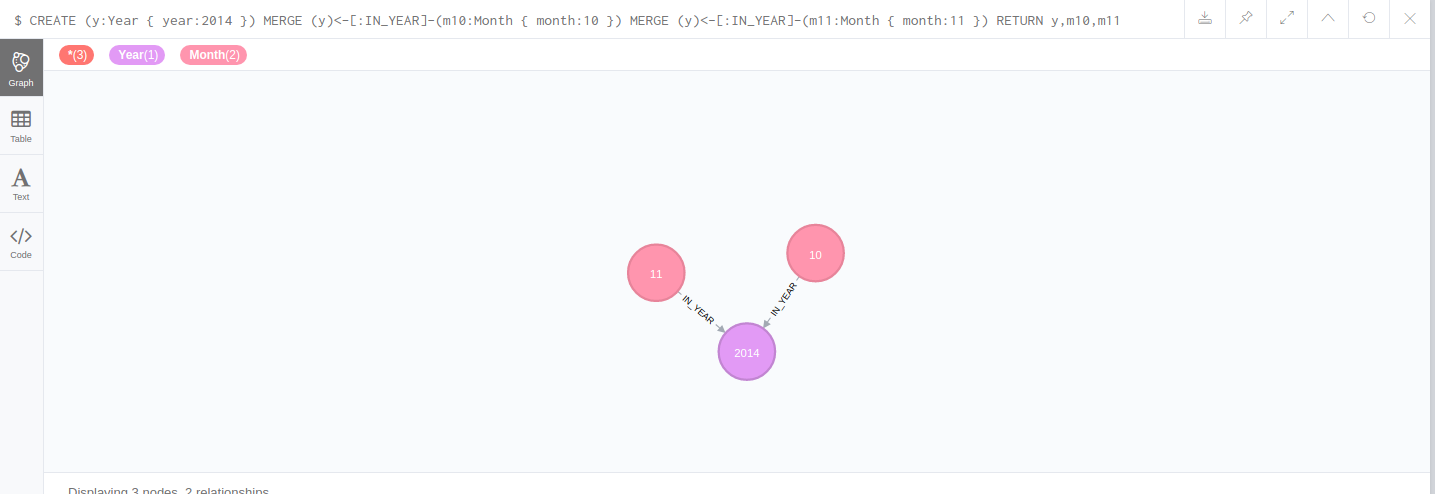 $ CREATE (y:Year { year:2014 }) MERGE (y)<-[:IN_YEAR]-(m10:Month { month:10 }) MERGE (y)<-[:IN_YEAR]-(m11:Month { month:11 }) RETURN y,m10,m11
*(3) Year(1) Month(2)
Graph
Table
A
Text
</>
Code
10
11
IN_YEAR
IN_YEAR
2014
Displaying 3 nodes, 2 relationships.